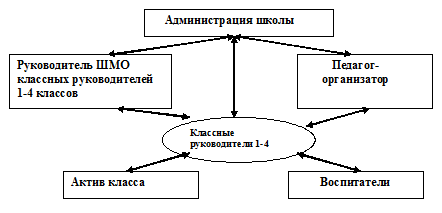 Администрация школы
Руководитель ШМО
классных руководителей
1-4 классов
Педагог-
организатор
Классные
руководители 1-4
Актив класса
Воспитатели